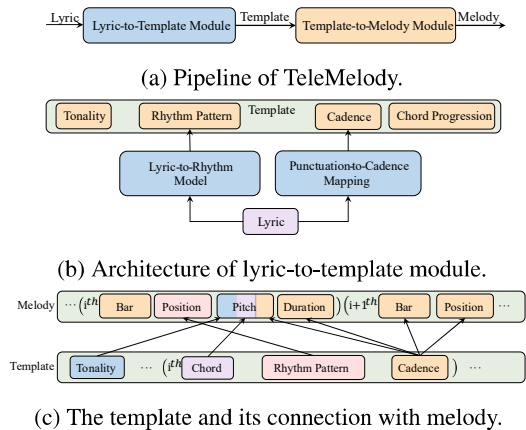 Lyric Lyric-to-Template Module Template Template-to-Melody Module Melody
(a) Pipeline of TeleMelody.
Tonality Rhythm Pattern Template Cadence Chord Progression
Lyric-to-Rhythm Model
Punctuation-to-Cadence Mapping
Lyric
(b) Architecture of lyric-to-template module.
Melody ··· (i^th Bar Position Pitch Duration ) (i+1^th Bar Position ···
Template Tonality ··· (i^th Chord Rhythm Pattern Cadence ) ···
(c) The template and its connection with melody.